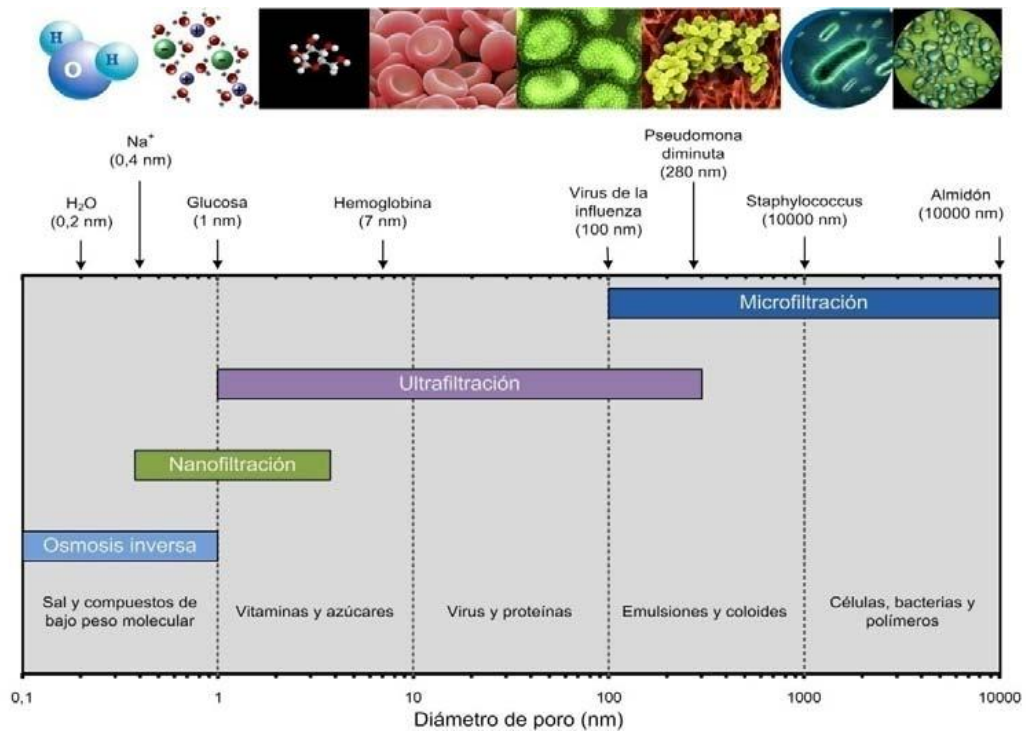 H
H
O
Na⁺
(0,4 nm)
H₂O
(0,2 nm)
Glucosa
(1 nm)
Hemoglobina
(7 nm)
Virus de la
influenza
(100 nm)
Pseudomona
diminuta
(280 nm)
Staphylococcus
(10000 nm)
Almidón
(10000 nm)
Microfiltración
Ultrafiltración
Nanofiltración
Osmosis inversa
Sal y compuestos de
bajo peso molecular
Vitaminas y azúcares
Virus y proteínas
Emulsiones y coloides
Células, bacterias y
polímeros
0,1 1 10 100 1000 10000
Diámetro de poro (nm)